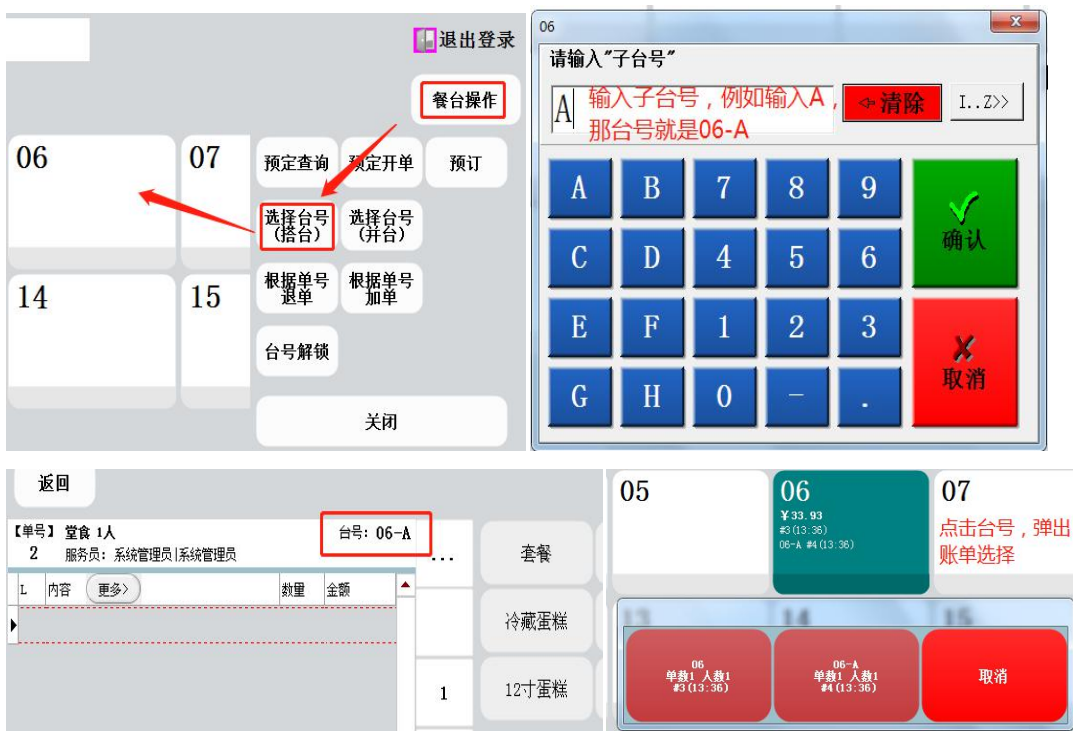 退出登录
餐台操作
06
07
预定查询
预定开单
预订
选择台号
(搭台)
选择台号
(并台)
14
15
根据单号
退单
根据单号
加单
台号解锁
关闭
06
x
请输入"子台号"
A
输入子台号，例如输入A，
那台号就是06-A
清除
I..Z>>
A B 7 8 9
确认
C D 4 5 6
E F 1 2 3
取消
G H 0 - .
返回
【单号】 堂食 1人
台号: 06-A
2 服务员: 系统管理员|系统管理员
...
套餐
L 内容 更多> 数量 金额
冷藏蛋糕
1
12寸蛋糕
05
06
¥33.93
#3(13:36)
06-A #4(13:36)
07
点击台号，弹出
账单选择
13
14
15
06
单数1 人数1
#3(13:36)
06-A
单数1 人数1
#4(13:36)
取消